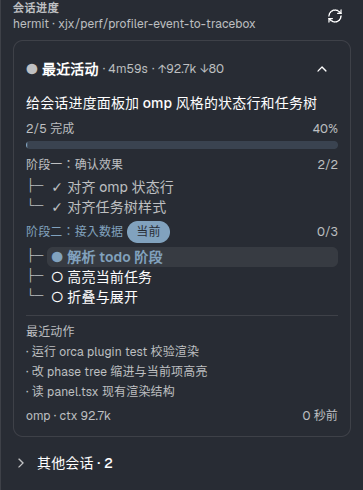 会话进度
hermit · xjx/perf/profiler-event-to-tracebox
最近活动 · 4m59s · ↑92.7k ↓80
给会话进度面板加 omp 风格的状态行和任务树
2/5 完成 40%
阶段一：确认效果 2/2
├─ ✓ 对齐 omp 状态行
└─ ✓ 对齐任务树样式
阶段二：接入数据 当前 0/3
├─ ● 解析 todo 阶段
├─ ○ 高亮当前任务
└─ ○ 折叠与展开
最近动作
· 运行 orca plugin test 校验渲染
· 改 phase tree 缩进与当前项高亮
· 读 panel.tsx 现有渲染结构
omp · ctx 92.7k 0 秒前
其他会话 · 2